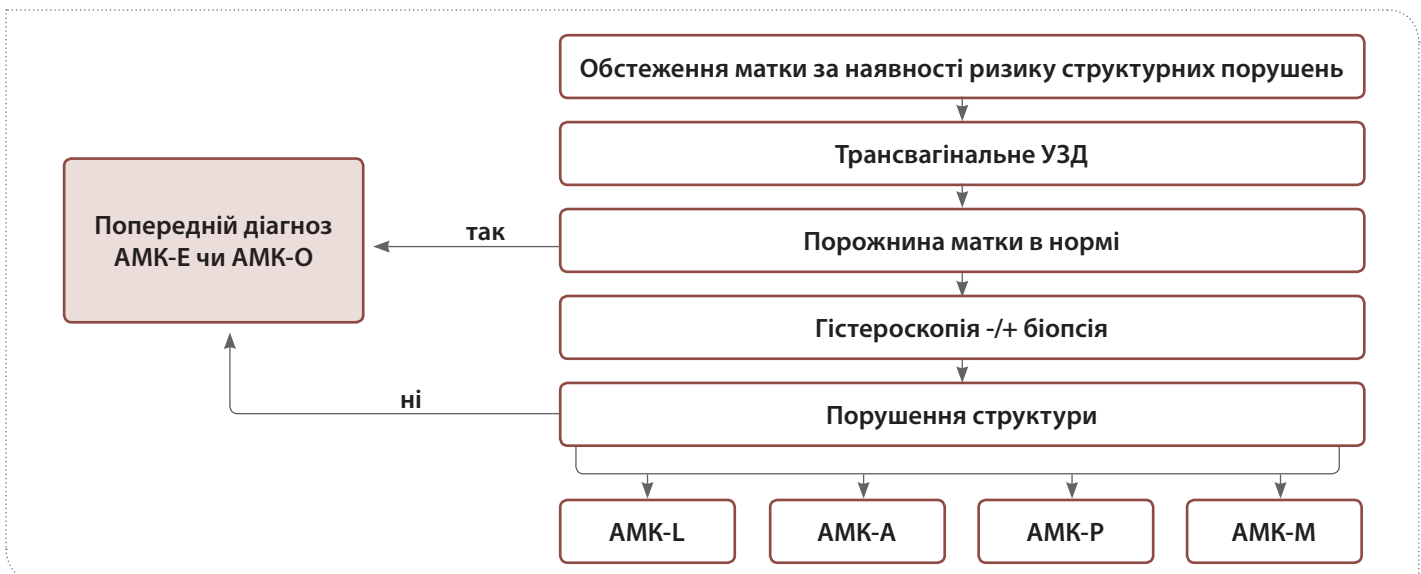 Обстеження матки за наявності ризику структурних порушень
Трансвагінальне УЗД
Попередній діагноз
АМК-Е чи АМК-О
так
Порожнина матки в нормі
Гістероскопія -/+ біопсія
ні
Порушення структури
АМК-L
АМК-А
АМК-Р
АМК-М